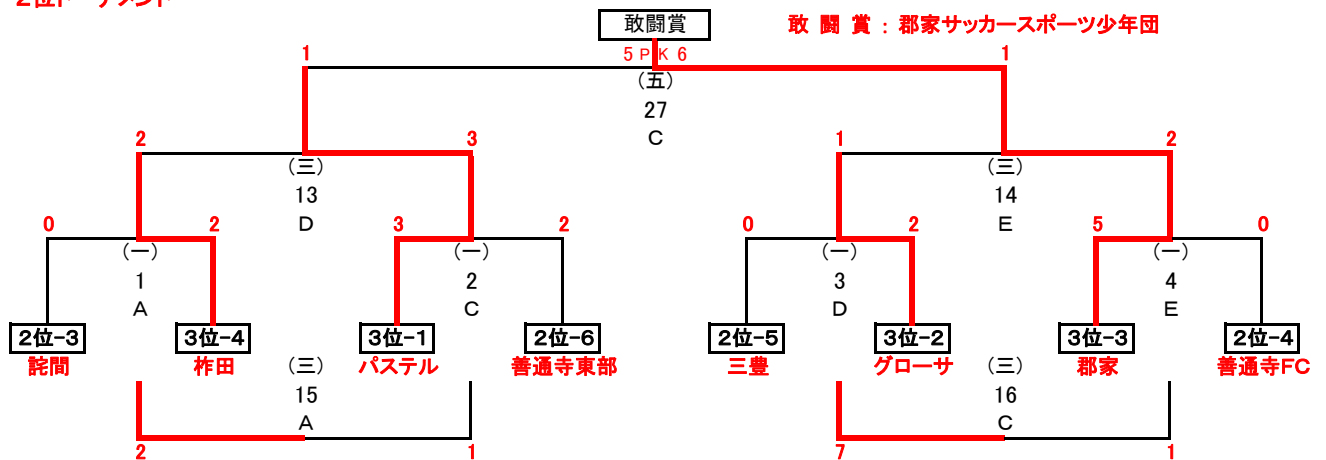 2位トーナメント
敢闘賞
敢 闘 賞 : 郡家サッカースポーツ少年団
1 5 P K 6 1
(五)
27
C
2 3 1 2
(三) (三)
13 14
D E
0 2 3 2 0 2 5 0
(一) (一) (一) (一)
1 2 3 4
A C D E
2位-3 3位-4 3位-1 2位-6 2位-5 3位-2 3位-3 2位-4
詫間 柞田 パステル 善通寺東部 三豊 グローサ 郡家 善通寺FC
(三) (三)
15 16
A C
2 1 7 1